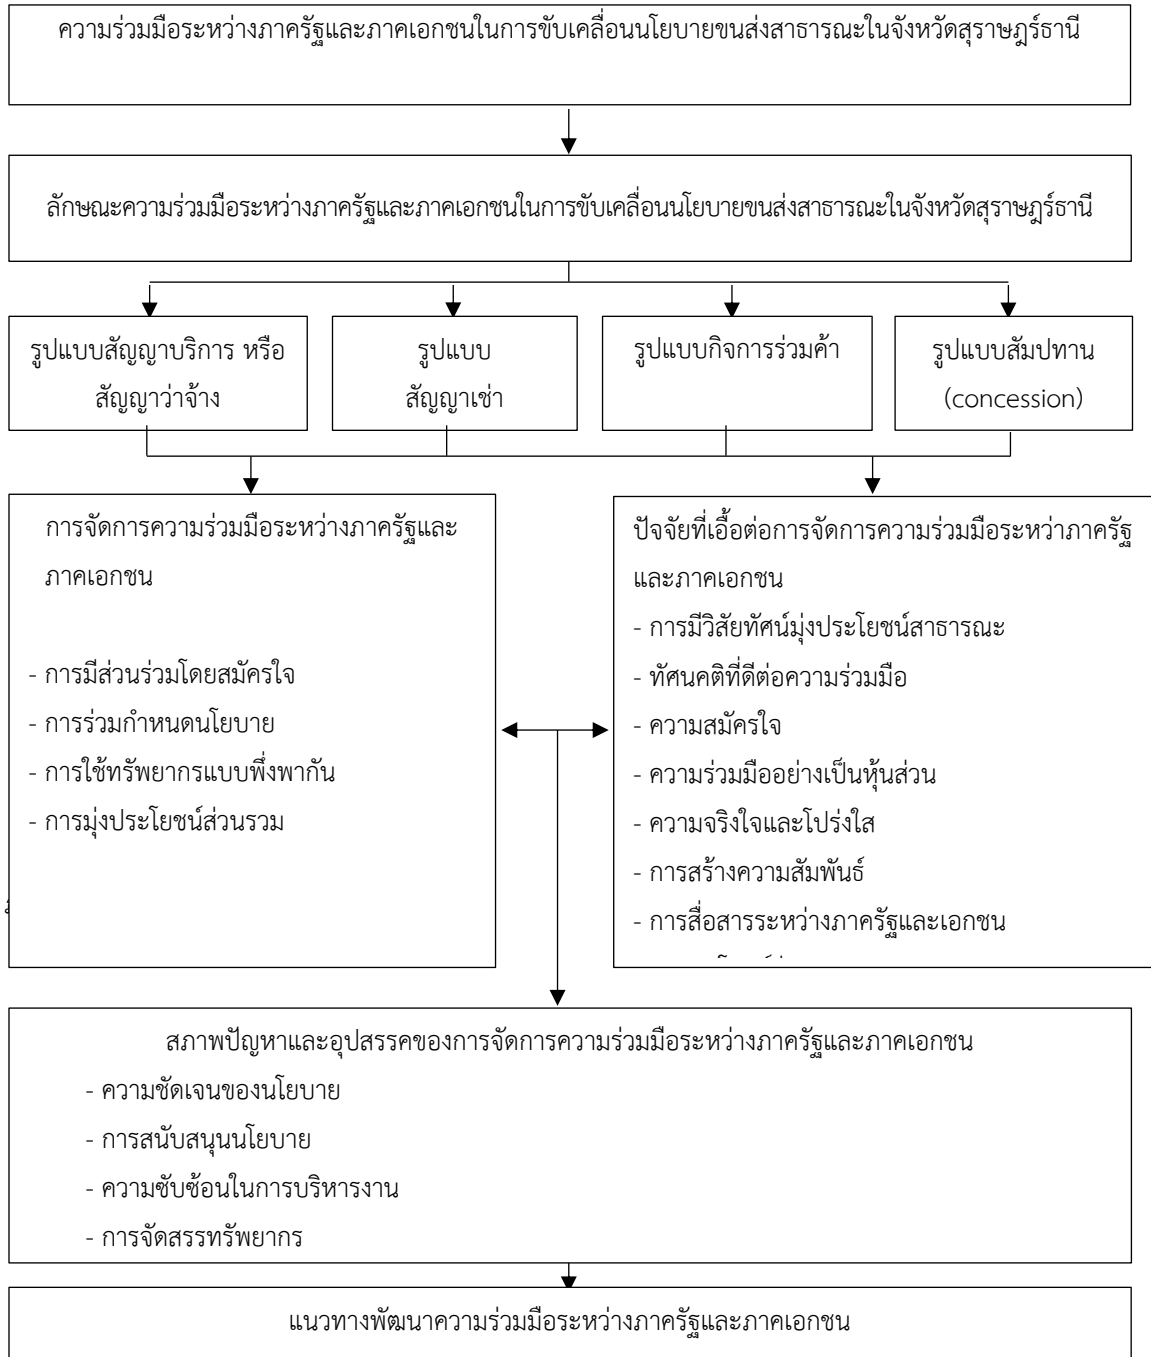 ความร่วมมือระหว่างภาครัฐและภาคเอกชนในการขับเคลื่อนนโยบายขนส่งสาธารณะในจังหวัดสุราษฎร์ธานี
ลักษณะความร่วมมือระหว่างภาครัฐและภาคเอกชนในการขับเคลื่อนนโยบายขนส่งสาธารณะในจังหวัดสุราษฎร์ธานี
รูปแบบสัญญาบริการ หรือ
สัญญาว่าจ้าง
รูปแบบ
สัญญาเช่า
รูปแบบกิจการร่วมค้า
รูปแบบสัมปทาน
(concession)
การจัดการความร่วมมือระหว่างภาครัฐและ
ภาคเอกชน
- การมีส่วนร่วมโดยสมัครใจ
- การร่วมกำหนดนโยบาย
- การใช้ทรัพยากรแบบพึ่งพากัน
- การมุ่งประโยชน์ส่วนรวม
ปัจจัยที่เอื้อต่อการจัดการความร่วมมือระหว่าภาครัฐ
และภาคเอกชน
- การมีวิสัยทัศน์มุ่งประโยชน์สาธารณะ
- ทัศนคติที่ดีต่อความร่วมมือ
- ความสมัครใจ
- ความร่วมมืออย่างเป็นหุ้นส่วน
- ความจริงใจและโปร่งใส
- การสร้างความสัมพันธ์
- การสื่อสารระหว่างภาครัฐและเอกชน
สภาพปัญหาและอุปสรรคของการจัดการความร่วมมือระหว่างภาครัฐและภาคเอกชน
- ความชัดเจนของนโยบาย
- การสนับสนุนนโยบาย
- ความซับซ้อนในการบริหารงาน
- การจัดสรรทรัพยากร
แนวทางพัฒนาความร่วมมือระหว่างภาครัฐและภาคเอกชน